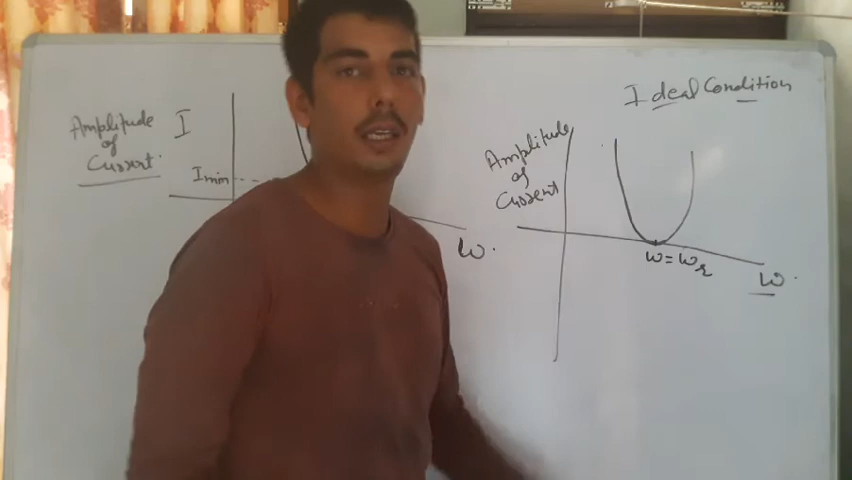 Amplitude
of
Current.
I
Imin
ω.
Ideal Condition
Amplitude
of
Current
ω = ωr
ω.